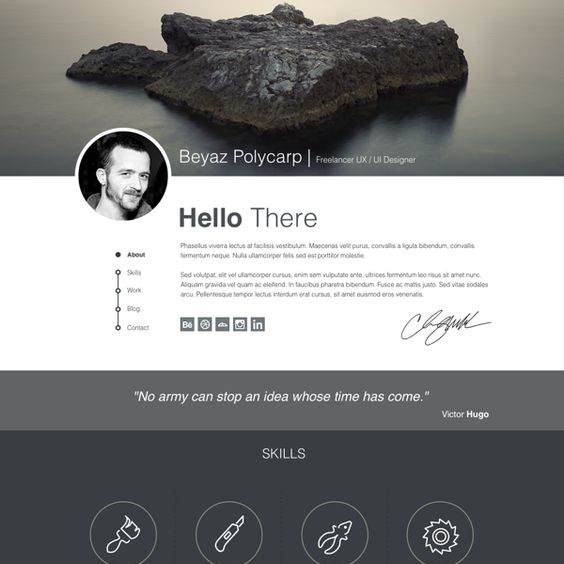 Beyaz Polycarp | Freelancer UX / UI Designer
Hello There
Phasellus viverra lectus at facilisis vestibulum. Maecenas velit purus, convallis a ligula bibendum, convallis
fermentum neque. Nulla ullamcorper felis sed est porttitor molestie.
Sed volutpat, elit vel ullamcorper cursus, enim sem vulputate ante, ultrices fermentum leo risus sit amet nunc.
Aliquam gravida vel quam ac eleifend. In faucibus pharetra bibendum. Fusce ac mattis justo. Sed vitae sodales
arcu. Pellentesque tempor lectus interdum erat cursus, sit amet euismod eros venenatis.
About
Skills
Work
Blog
Contact
Bē
in
"No army can stop an idea whose time has come."
Victor Hugo
SKILLS